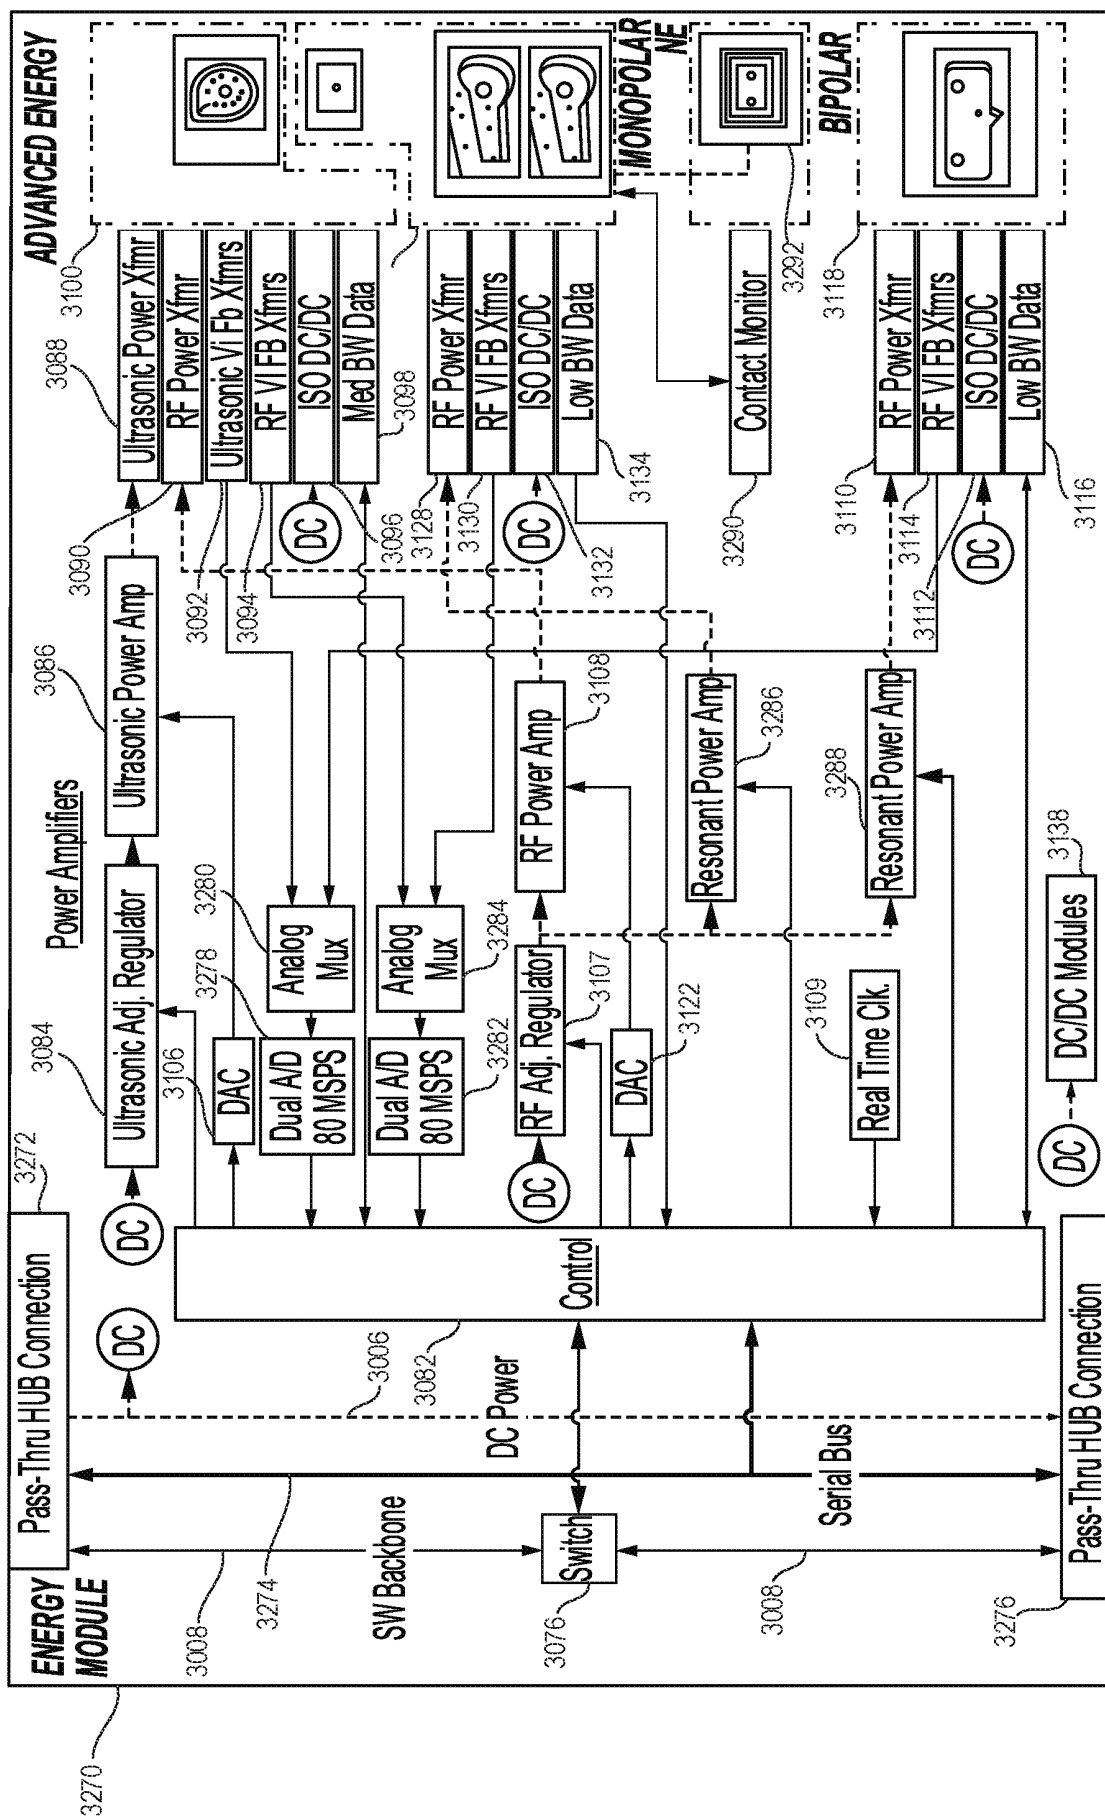 ENERGY
MODULE
3270
Pass-Thru HUB Connection
3272
3008
3274
SW Backbone
Switch
3076
3008
Serial Bus
DC Power
3006
DC
Control
3082
Pass-Thru HUB Connection
3276
Power Amplifiers
DC
Ultrasonic Adj. Regulator
3084
Ultrasonic Power Amp
3086
DAC
3106
Dual A/D
80 MSPS
3278
Analog
Mux
3280
Dual A/D
80 MSPS
3282
Analog
Mux
3284
DC
RF Adj. Regulator
3107
RF Power Amp
3108
DAC
3122
Resonant Power Amp
3286
Real Time Clk.
3109
Resonant Power Amp
3288
DC
DC/DC Modules
3138
ADVANCED ENERGY
3100
3088
Ultrasonic Power Xfmr
3090
RF Power Xfmr
3092
Ultrasonic Vi Fb Xfmrs
3094
RF VI FB Xfmrs
DC
ISO DC/DC
3096
Med BW Data
3098
MONOPOLAR
3128
RF Power Xfmr
3130
RF VI FB Xfmrs
DC
ISO DC/DC
3132
Low BW Data
3134
NE
Contact Monitor
3290
3292
BIPOLAR
3118
3110
RF Power Xfmr
3114
RF VI FB Xfmrs
3112
DC
ISO DC/DC
Low BW Data
3116